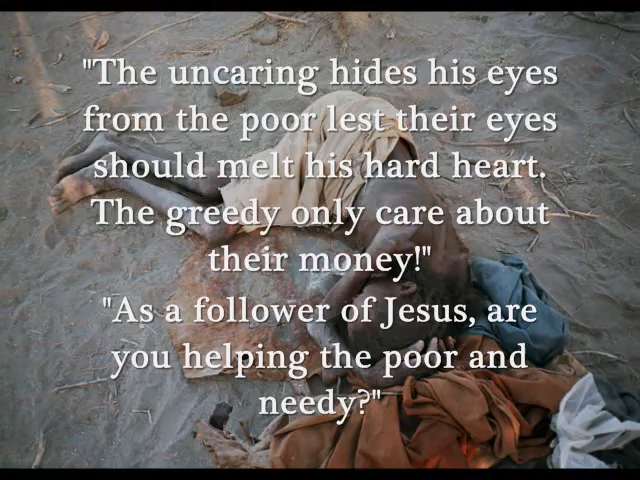 "The uncaring hides his eyes
from the poor lest their eyes
should melt his hard heart.
The greedy only care about
their money!"
"As a follower of Jesus, are
you helping the poor and
needy?"